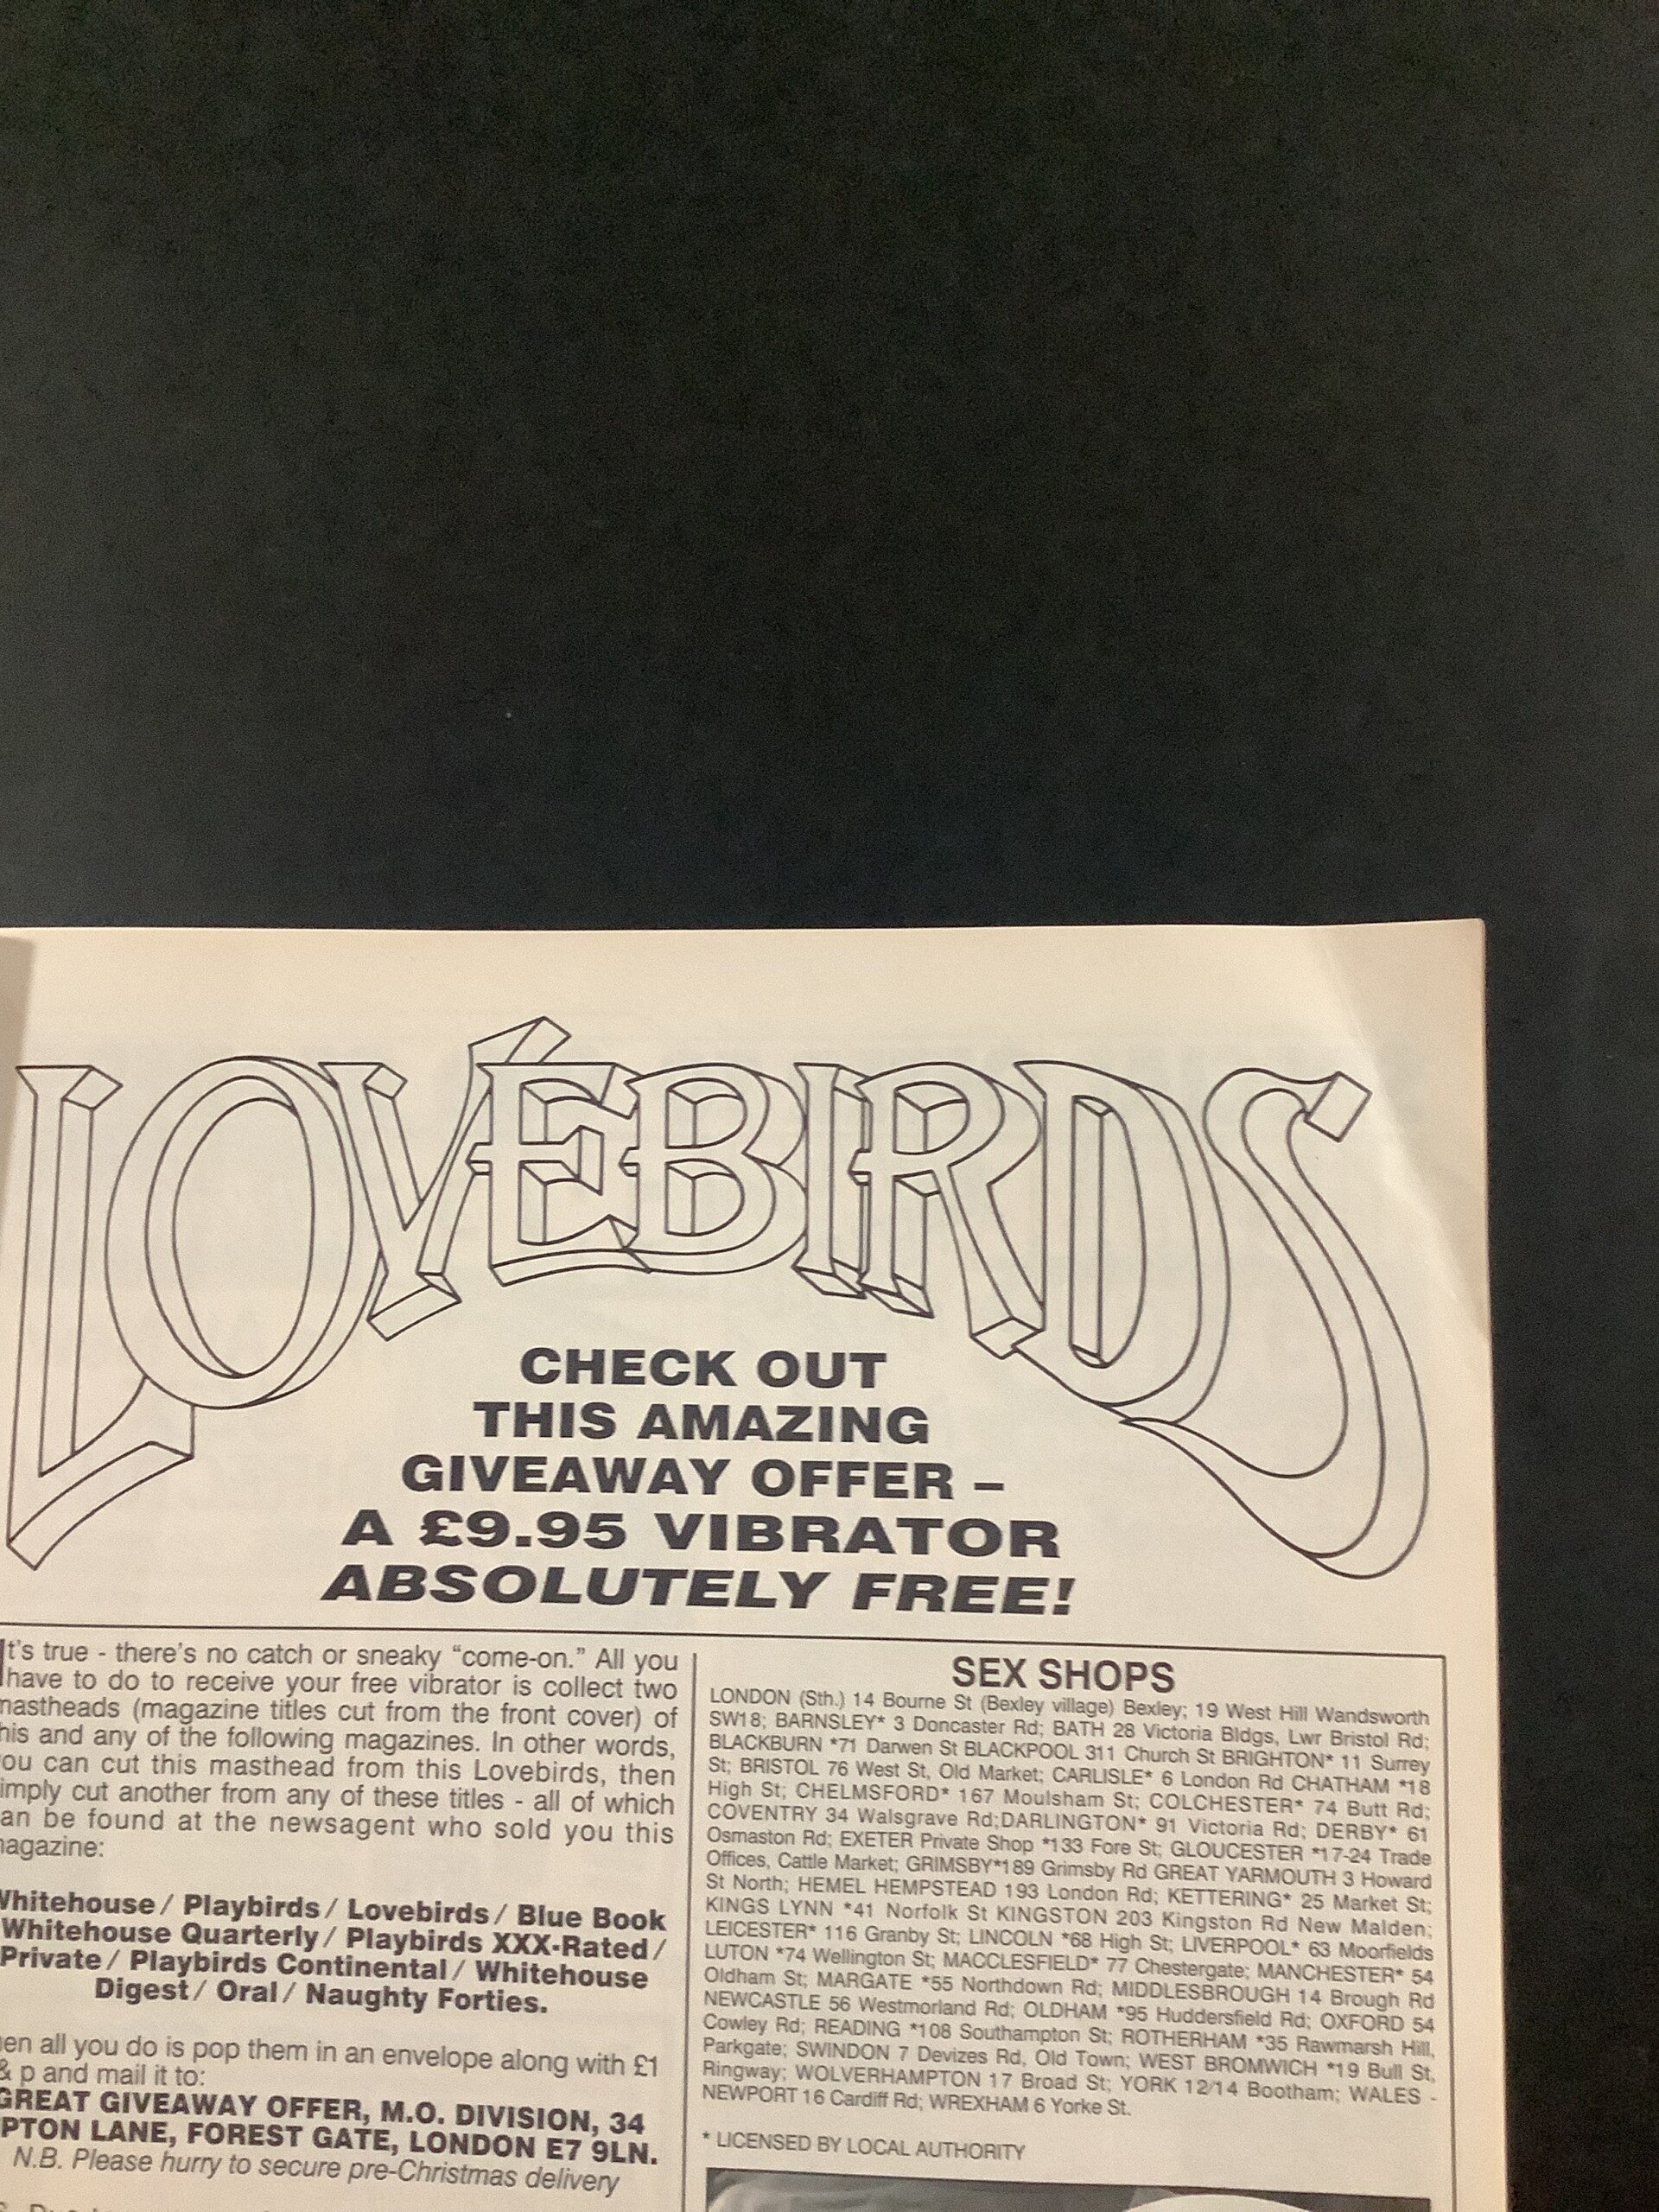 LOVEBIRDS
CHECK OUT
THIS AMAZING
GIVEAWAY OFFER –
A £9.95 VIBRATOR
ABSOLUTELY FREE!
It's true - there's no catch or sneaky “come-on.” All you
have to do to receive your free vibrator is collect two
mastheads (magazine titles cut from the front cover) of
this and any of the following magazines. In other words,
you can cut this masthead from this Lovebirds, then
simply cut another from any of these titles - all of which
can be found at the newsagent who sold you this
magazine:
Whitehouse / Playbirds / Lovebirds / Blue Book
Whitehouse Quarterly / Playbirds XXX-Rated /
Private / Playbirds Continental / Whitehouse
Digest / Oral / Naughty Forties.
en all you do is pop them in an envelope along with £1
& p and mail it to:
GREAT GIVEAWAY OFFER, M.O. DIVISION, 34
PTON LANE, FOREST GATE, LONDON E7 9LN.
N.B. Please hurry to secure pre-Christmas delivery
SEX SHOPS
LONDON (Sth.) 14 Bourne St (Bexley village) Bexley; 19 West Hill Wandsworth
SW18; BARNSLEY* 3 Doncaster Rd; BATH 28 Victoria Bldgs, Lwr Bristol Rd;
BLACKBURN *71 Darwen St BLACKPOOL 311 Church St BRIGHTON* 11 Surrey
St; BRISTOL 76 West St, Old Market; CARLISLE* 6 London Rd CHATHAM *18
High St; CHELMSFORD* 167 Moulsham St; COLCHESTER* 74 Butt Rd;
COVENTRY 34 Walsgrave Rd;DARLINGTON* 91 Victoria Rd; DERBY* 61
Osmaston Rd; EXETER Private Shop *133 Fore St; GLOUCESTER *17-24 Trade
Offices, Cattle Market; GRIMSBY*189 Grimsby Rd GREAT YARMOUTH 3 Howard
St North; HEMEL HEMPSTEAD 193 London Rd; KETTERING* 25 Market St;
KINGS LYNN *41 Norfolk St KINGSTON 203 Kingston Rd New Malden;
LEICESTER* 116 Granby St; LINCOLN *68 High St; LIVERPOOL* 63 Moorfields
LUTON *74 Wellington St; MACCLESFIELD* 77 Chestergate; MANCHESTER* 54
Oldham St; MARGATE *55 Northdown Rd; MIDDLESBROUGH 14 Brough Rd
NEWCASTLE 56 Westmorland Rd; OLDHAM *95 Huddersfield Rd; OXFORD 54
Cowley Rd; READING *108 Southampton St; ROTHERHAM *35 Rawmarsh Hill,
Parkgate; SWINDON 7 Devizes Rd, Old Town; WEST BROMWICH *19 Bull St,
Ringway; WOLVERHAMPTON 17 Broad St; YORK 12/14 Bootham; WALES -
NEWPORT 16 Cardiff Rd; WREXHAM 6 Yorke St.
* LICENSED BY LOCAL AUTHORITY